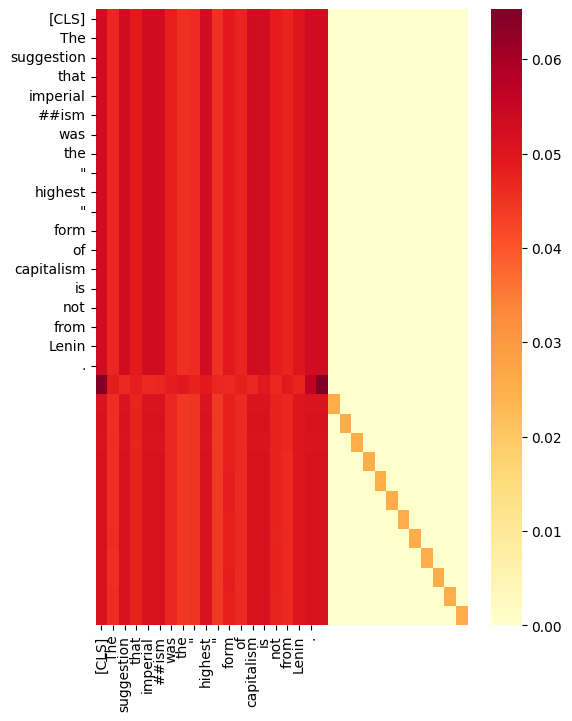 [CLS]
The
suggestion
that
imperial
##ism
was
the
"
highest
"
form
of
capitalism
is
not
from
Lenin
.
0.06
0.05
0.04
0.03
0.02
0.01
0.00
[CLS]
The
suggestion
that
imperial
##ism
was
the
"
highest
"
form
of
capitalism
is
not
from
Lenin
.